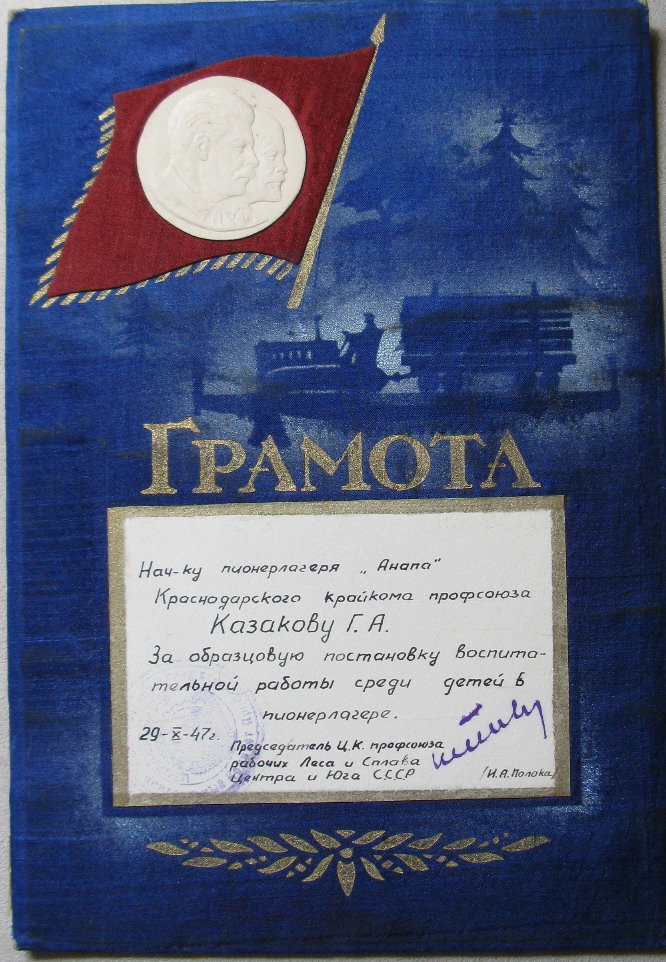 ГРАМОТА
Нач-ку пионерлагеря „Анапа"
Краснодарского крайкома профсоюза
Казакову Г. А.
За образцовую постановку воспита-
тельной работы среди детей в
пионерлагере.
29-X-47г.
Председатель Ц.К. профсоюза
рабочих Леса и Сплава
Центра и Юга СССР
/И.А.Молока/